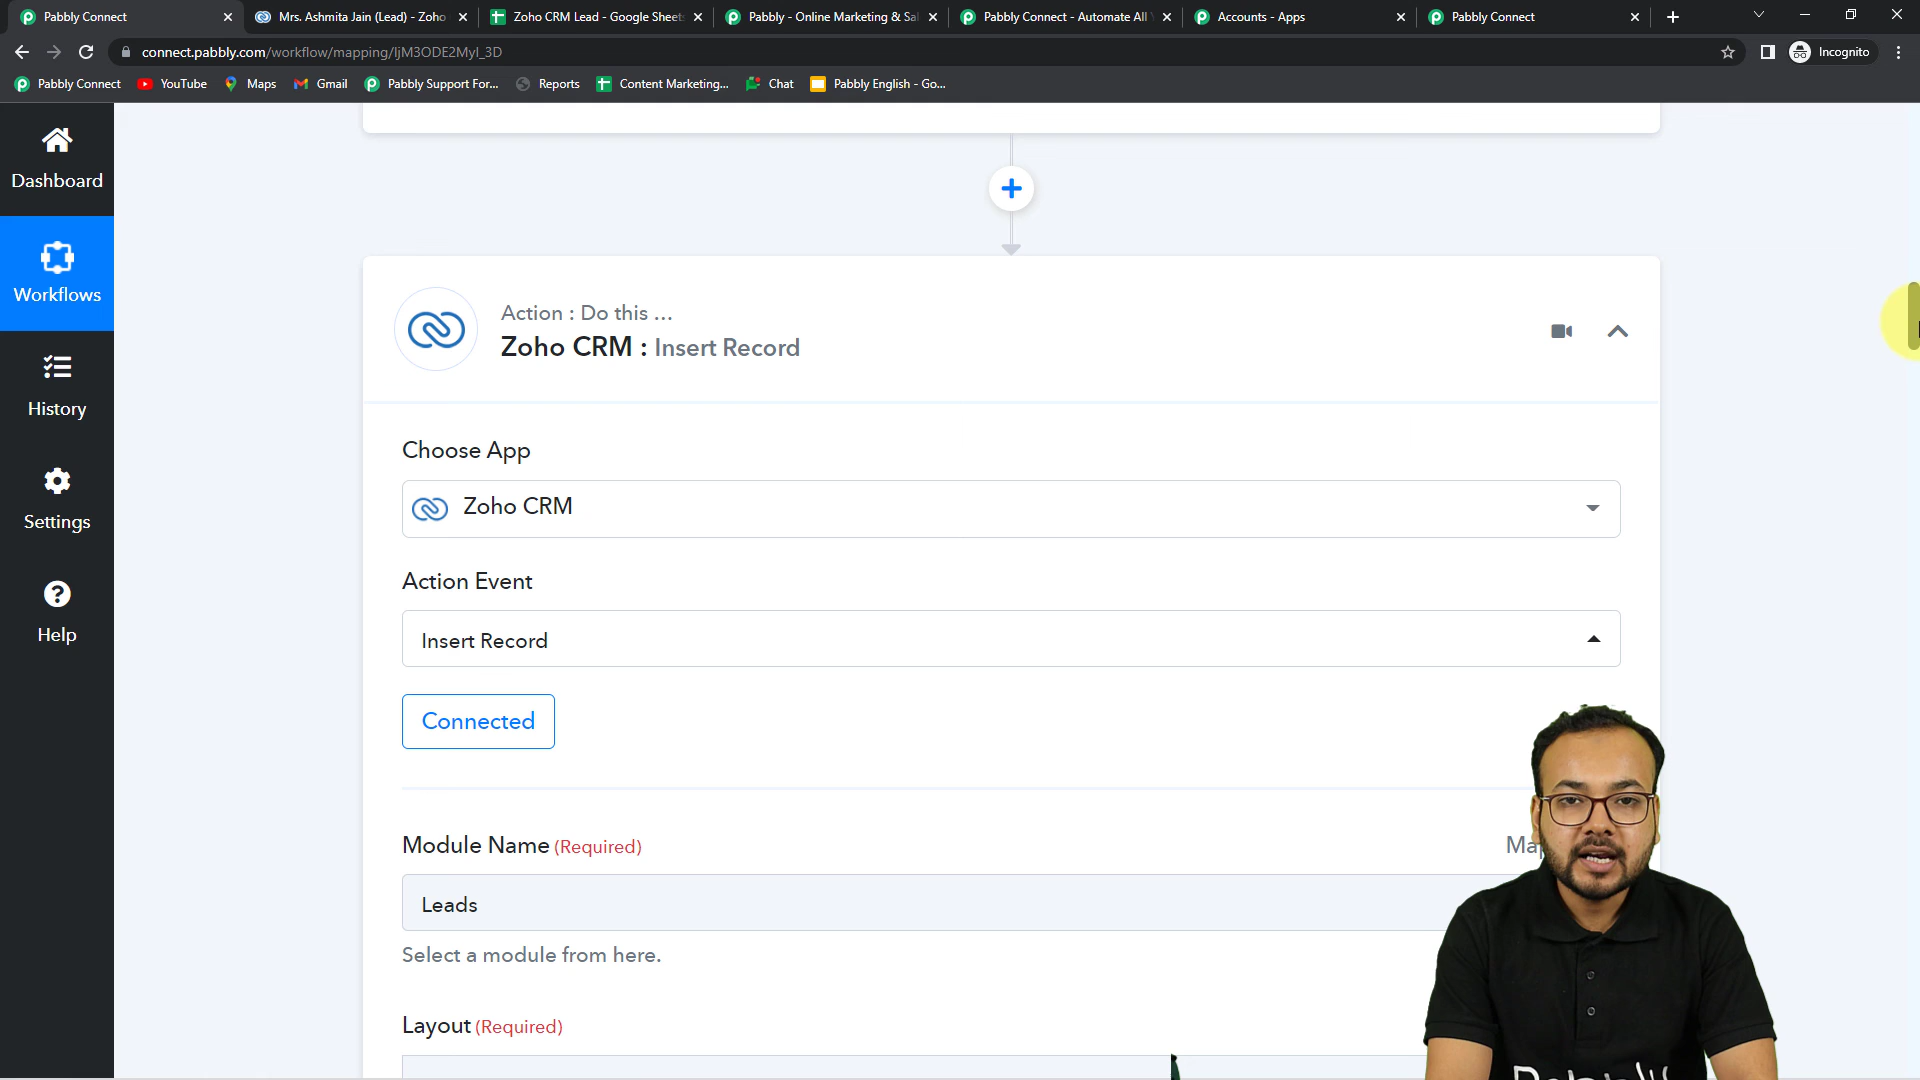 Pabbly Connect
Mrs. Ashmita Jain (Lead) - Zoho
Zoho CRM Lead - Google Sheets
Pabbly - Online Marketing & Sal
Pabbly Connect - Automate All
Accounts - Apps
Pabbly Connect
connect.pabbly.com/workflow/mapping/IjM3ODE2MyI_3D
Incognito
Pabbly Connect
YouTube
Maps
Gmail
Pabbly Support For...
Reports
Content Marketing...
Chat
Pabbly English - Go...
Dashboard
Workflows
History
Settings
Help
Action : Do this ...
Zoho CRM : Insert Record
Choose App
Zoho CRM
Action Event
Insert Record
Connected
Module Name (Required)
Leads
Select a module from here.
Layout (Required)
Pabbly